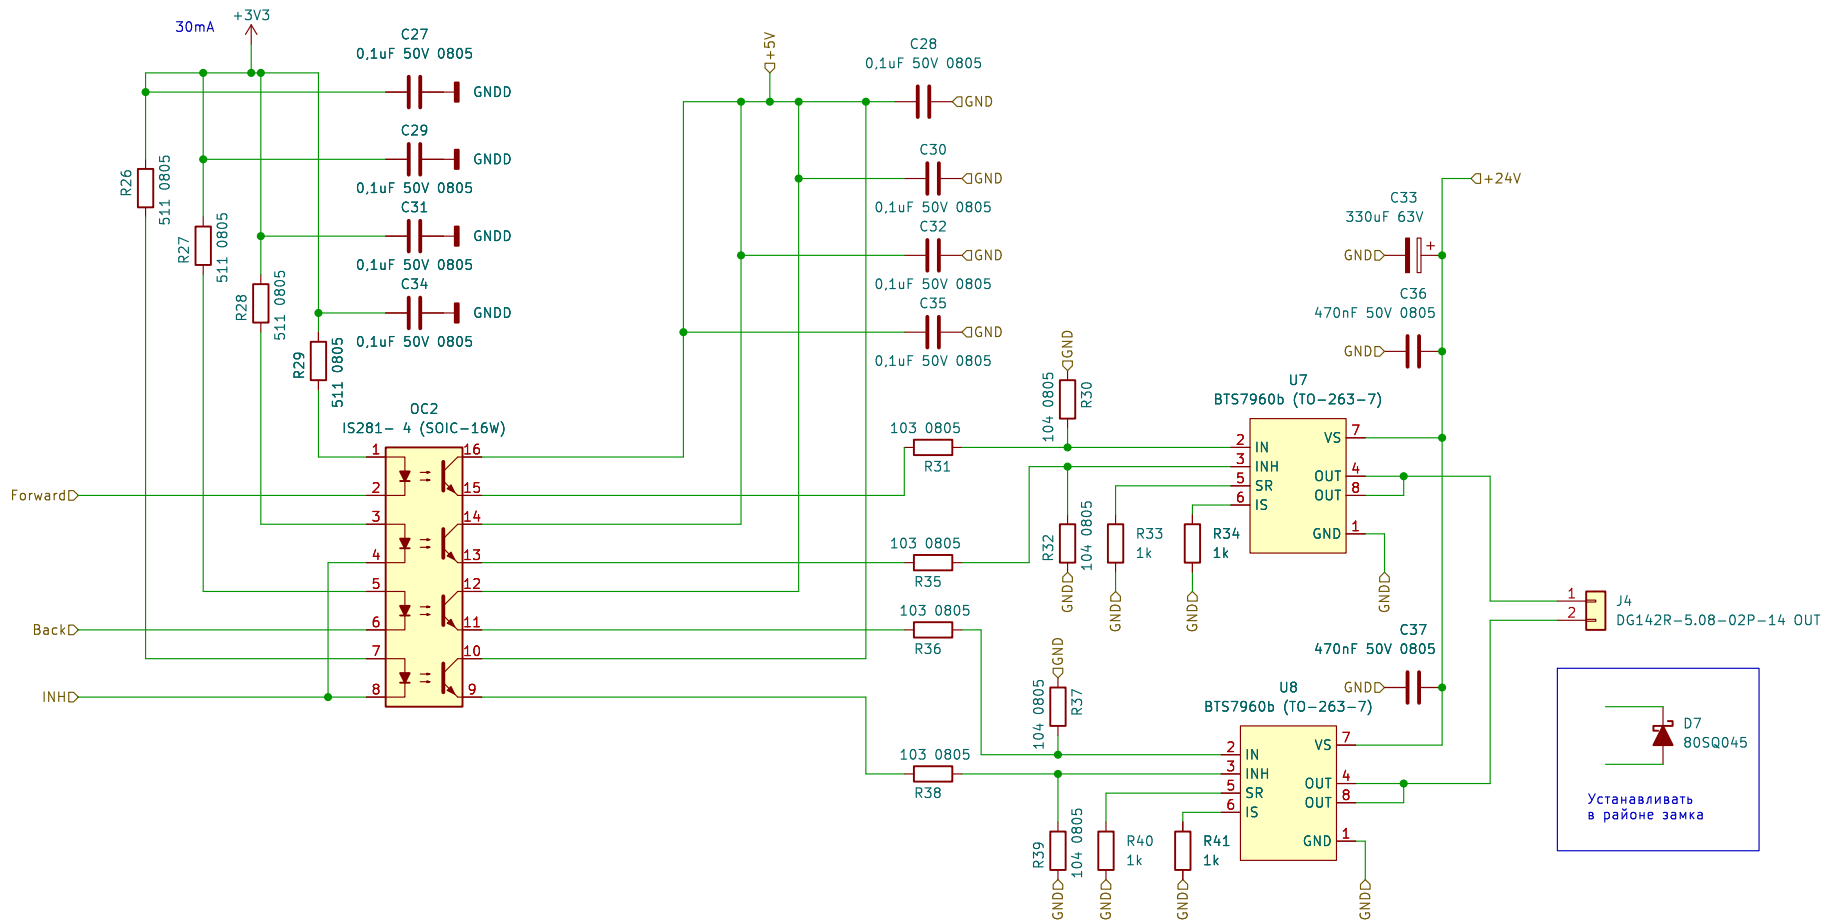 +3V3
30mA
C27
0,1uF 50V 0805
GNDD
C29
GNDD
0,1uF 50V 0805
C31
GNDD
0,1uF 50V 0805
C34
GNDD
0,1uF 50V 0805
R26
511 0805
R27
511 0805
R28
511 0805
R29
511 0805
OC2
IS281- 4 (SOIC-16W)
1
2
3
4
5
6
7
8
16
15
14
13
12
11
10
9
Forward
Back
INH
+5V
C28
0,1uF 50V 0805
GND
C30
GND
0,1uF 50V 0805
C32
GND
0,1uF 50V 0805
C35
GND
0,1uF 50V 0805
103 0805
R31
103 0805
R35
103 0805
R36
103 0805
R38
GND
104 0805
R30
R32
104 0805
GND
R33
1k
GND
R34
1k
GND
U7
BTS7960b (TO-263-7)
2 IN
3 INH
5 SR
6 IS
VS 7
OUT 4
OUT 8
GND 1
GND
+24V
C33
330uF 63V
GND
+
C36
470nF 50V 0805
GND
C37
470nF 50V 0805
GND
GND
104 0805
R37
R39
104 0805
GND
R40
1k
GND
R41
1k
GND
U8
BTS7960b (TO-263-7)
2 IN
3 INH
5 SR
6 IS
VS 7
OUT 4
OUT 8
GND 1
GND
1
2
J4
DG142R-5.08-02P-14 OUT
D7
80SQ045
Устанавливать
в районе замка